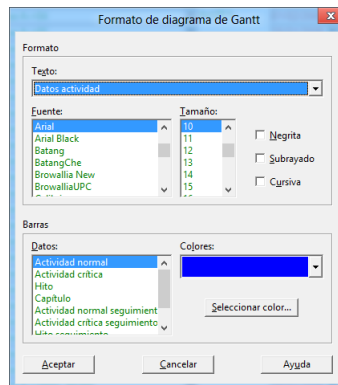 Formato de diagrama de Gantt
x
Formato
Texto:
Datos actividad
Fuente:
Arial
Arial Black
Batang
BatangChe
Browallia New
BrowalliaUPC
Tamaño:
10
11
12
13
14
15
Negrita
Subrayado
Cursiva
Barras
Datos:
Actividad normal
Actividad crítica
Hito
Capítulo
Actividad normal seguimient
Actividad crítica seguimiento
Hito seguimiento
Colores:
Seleccionar color...
Aceptar
Cancelar
Ayuda